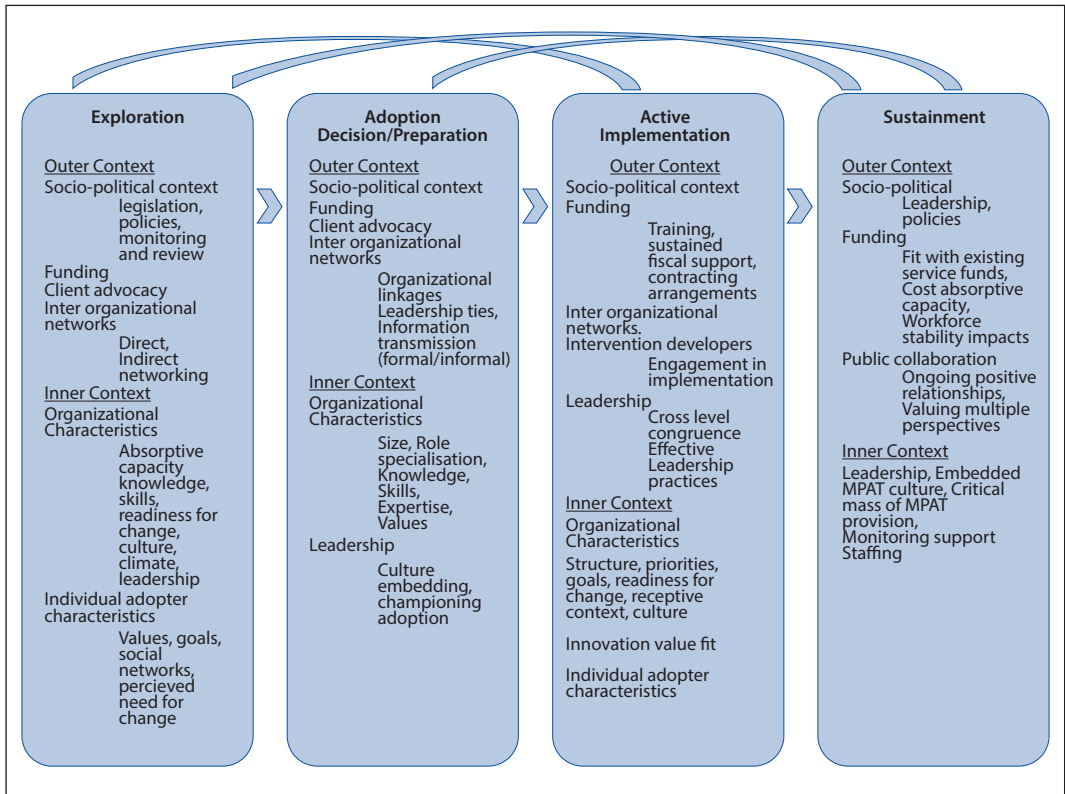 Exploration
Outer Context
Socio-political context
legislation,
policies,
monitoring
and review
Funding
Client advocacy
Inter organizational
networks
Direct,
Indirect
networking
Inner Context
Organizational
Characteristics
Absorptive
capacity
knowledge,
skills,
readiness for
change,
culture,
climate,
leadership
Individual adopter
characteristics
Values, goals,
social
networks,
percieved
need for
change
Adoption
Decision/Preparation
Outer Context
Socio-political context
Funding
Client advocacy
Inter organizational
networks
Organizational
linkages
Leadership ties,
Information
transmission
(formal/informal)
Inner Context
Organizational
Characteristics
Size, Role
specialisation,
Knowledge,
Skills,
Expertise,
Values
Leadership
Culture
embedding,
championing
adoption
Active
Implementation
Outer Context
Socio-political context
Funding
Training,
sustained
fiscal support,
contracting
arrangements
Inter organizational
networks.
Intervention developers
Engagement in
implementation
Leadership
Cross level
congruence
Effective
Leadership
practices
Inner Context
Organizational
Characteristics
Structure, priorities,
goals, readiness for
change, receptive
context, culture
Innovation value fit
Individual adopter
characteristics
Sustainment
Outer Context
Socio-political
Leadership,
policies
Funding
Fit with existing
service funds,
Cost absorptive
capacity,
Workforce
stability impacts
Public collaboration
Ongoing positive
relationships,
Valuing multiple
perspectives
Inner Context
Leadership, Embedded
MPAT culture, Critical
mass of MPAT
provision,
Monitoring support
Staffing